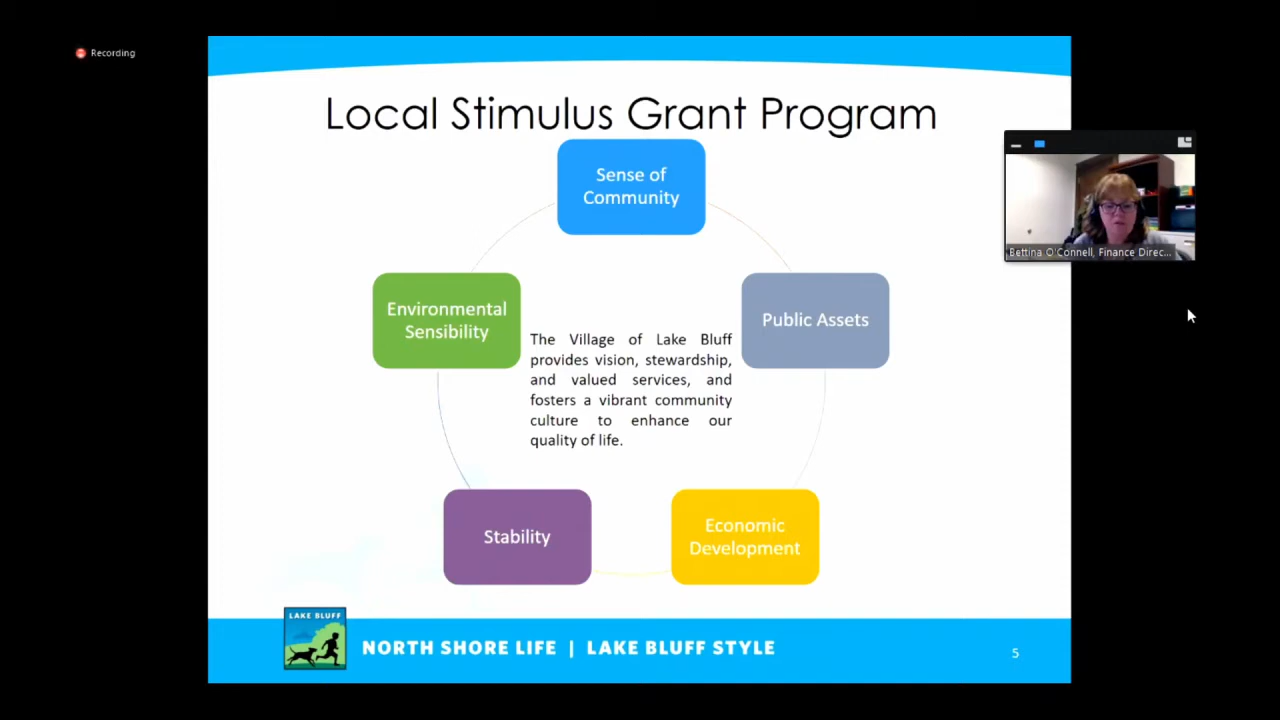 Recording
Local Stimulus Grant Program
Sense of
Community
Environmental
Sensibility
Public Assets
The Village of Lake Bluff
provides vision, stewardship,
and valued services, and
fosters a vibrant community
culture to enhance our
quality of life.
Stability
Economic
Development
Bettina O'Connell, Finance Direc...
LAKE BLUFF
NORTH SHORE LIFE | LAKE BLUFF STYLE
5